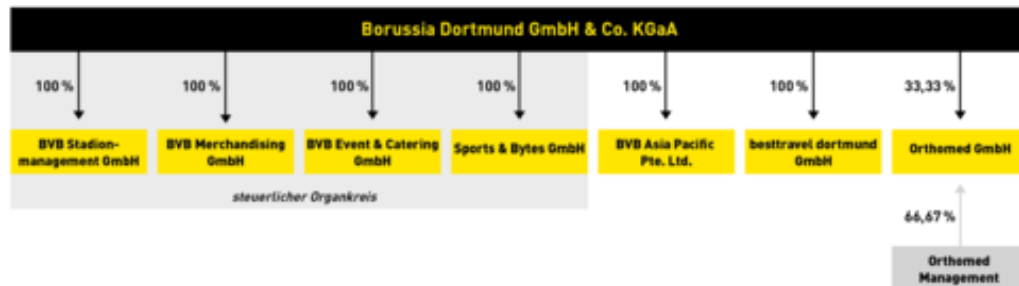 Borussia Dortmund GmbH & Co. KGaA
100 % 100 % 100 % 100 % 100 % 100 % 33,33 %
BVB Stadion-
management GmbH
BVB Merchandising
GmbH
BVB Event & Catering
GmbH
Sports & Bytes GmbH
BVB Asia Pacific
Pte. Ltd.
besttravel dortmund
GmbH
Orthomed GmbH
steuerlicher Organkreis
66,67 %
Orthomed
Management